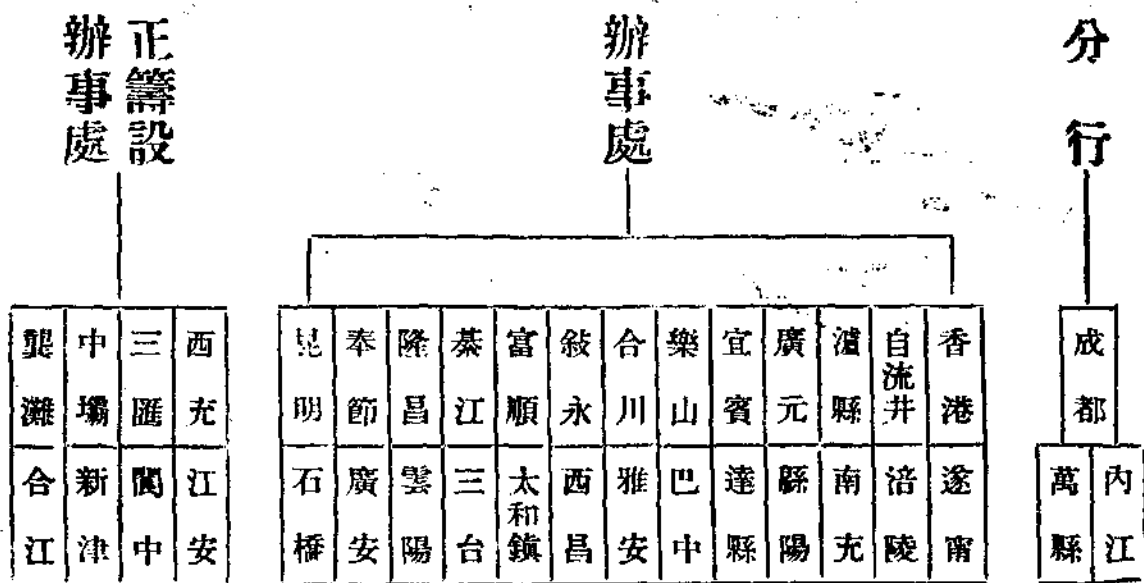 分行
成都
內江
萬縣
辦事處
香港
自流井
瀘縣
廣元
宜賓
樂山
合川
敍永
富順
綦江
隆昌
奉節
昆明
遂甯
涪陵
南充
緜陽
達縣
巴中
雅安
西昌
太和鎭
三台
雲陽
廣安
石橋
正籌設
辦事處
西充
三匯
中壩
龔灘
江安
閬中
新津
合江